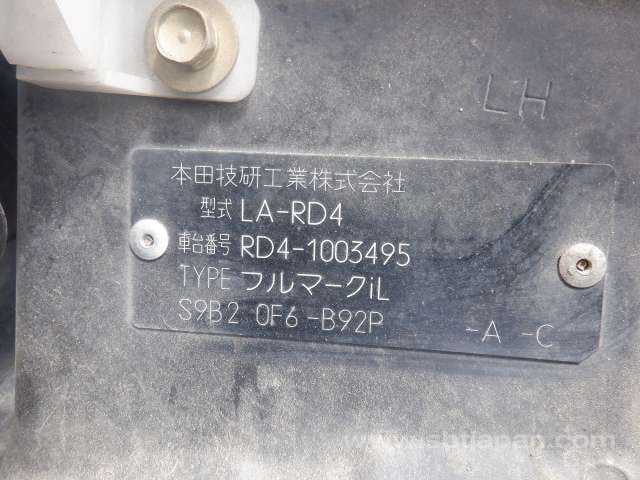 LH
本田技研工業株式会社
型式 LA-RD4
車台番号 RD4-1003495
TYPE フルマークiL
S9B2 0F6-B92P -A -C
www.sbtjapan.com